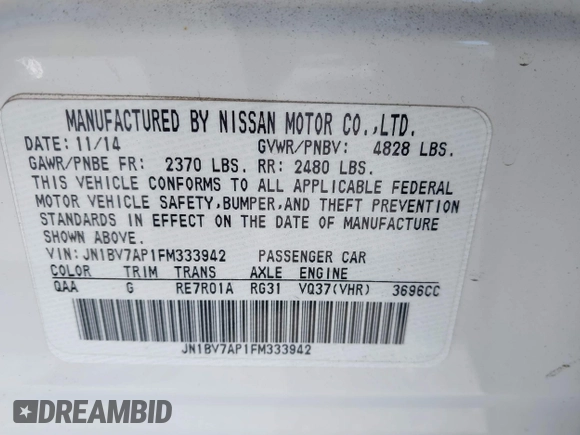 MANUFACTURED BY NISSAN MOTOR CO.,LTD.
DATE: 11/14 GVWR/PNBV: 4828 LBS.
GAWR/PNBE FR: 2370 LBS. RR: 2480 LBS.
THIS VEHICLE CONFORMS TO ALL APPLICABLE FEDERAL
MOTOR VEHICLE SAFETY,BUMPER,AND THEFT PREVENTION
STANDARDS IN EFFECT ON THE DATE OF MANUFACTURE
SHOWN ABOVE.
VIN: JN1BV7AP1FM333942 PASSENGER CAR
COLOR TRIM TRANS AXLE ENGINE
QAA G RE7R01A RG31 VQ37(VHR) 3696CC
JN1BV7AP1FM333942
DREAMBID